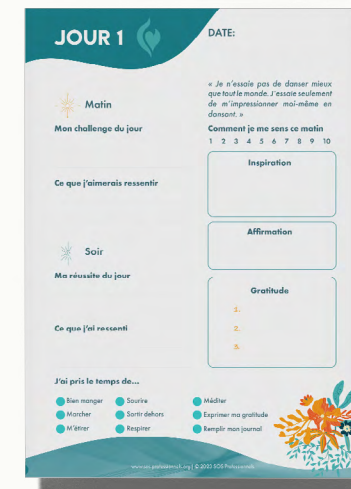 JOUR 1
DATE:
« Je n'essaie pas de danser mieux
que tout le monde. J'essaie seulement
de m'impressionner moi-même en
dansant. »
Matin
Mon challenge du jour
Comment je me sens ce matin
1 2 3 4 5 6 7 8 9 10
Inspiration
Ce que j'aimerais ressentir
Affirmation
Soir
Ma réussite du jour
Gratitude
1.
2.
3.
Ce que j'ai ressenti
J'ai pris le temps de...
Bien manger Sourire Méditer
Marcher Sortir dehors Exprimer ma gratitude
M'étirer Respirer Remplir mon journal